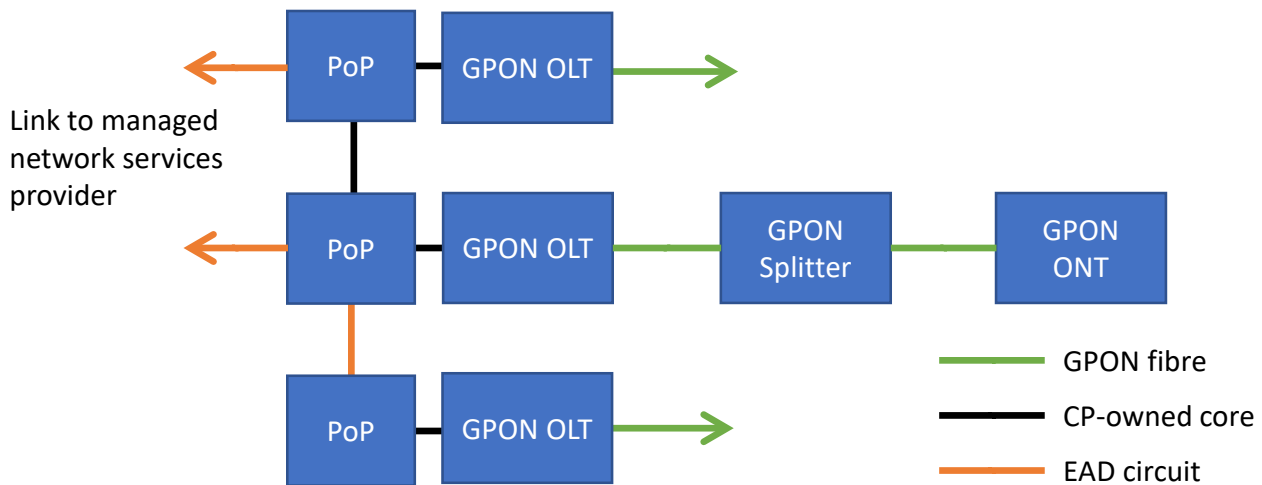 PoP
GPON OLT
Link to managed
network services
provider
PoP
GPON OLT
GPON
Splitter
GPON
ONT
PoP
GPON OLT
GPON fibre
CP-owned core
EAD circuit